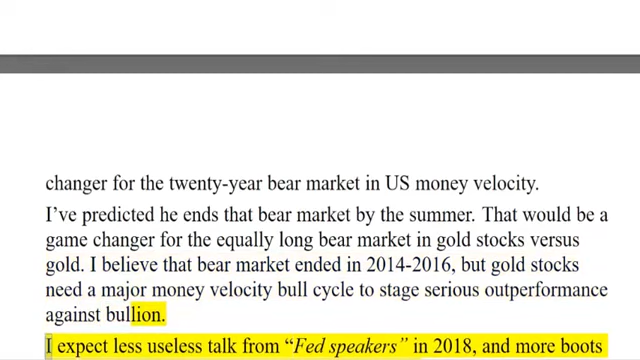 changer for the twenty-year bear market in US money velocity.
I’ve predicted he ends that bear market by the summer. That would be a
game changer for the equally long bear market in gold stocks versus
gold. I believe that bear market ended in 2014-2016, but gold stocks
need a major money velocity bull cycle to stage serious outperformance
against bullion.
I expect less useless talk from “Fed speakers” in 2018, and more boots